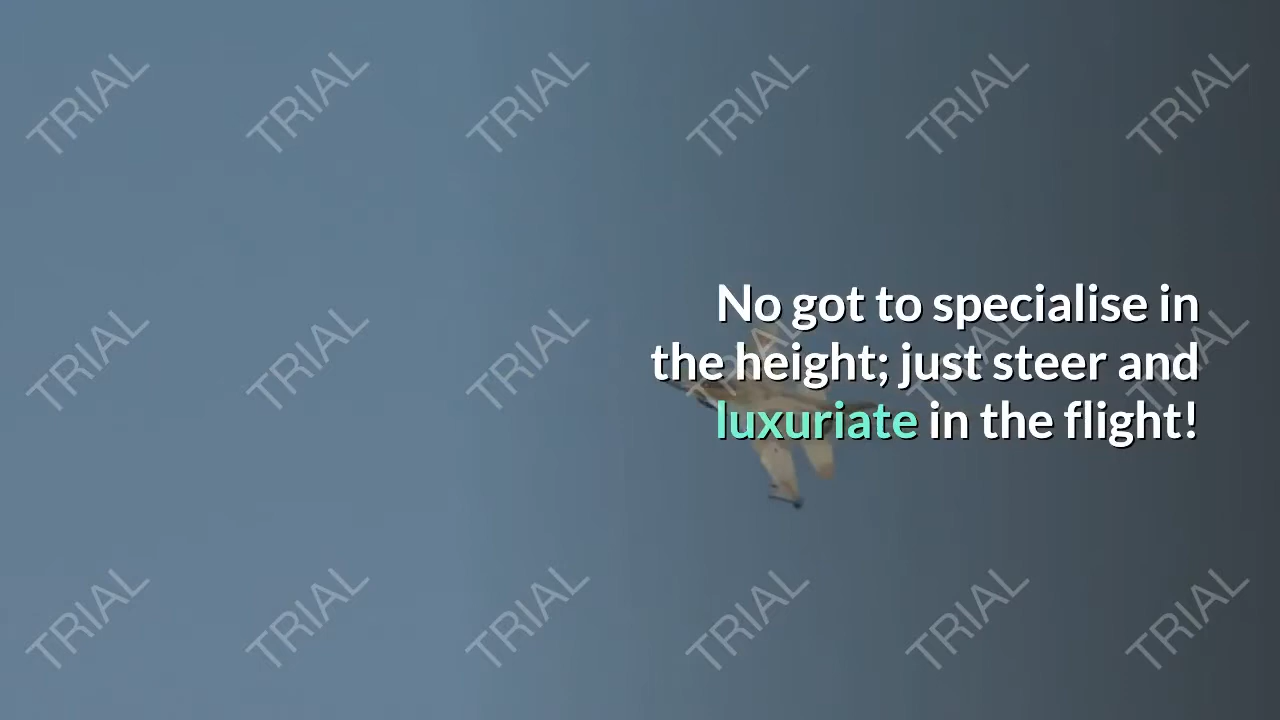 TRIAL TRIAL TRIAL TRIAL TRIAL TRIAL
No got to specialise in
the height; just steer and
luxuriate in the flight!
TRIAL TRIAL TRIAL TRIAL TRIAL TRIAL
TRIAL TRIAL TRIAL TRIAL TRIAL TRIAL